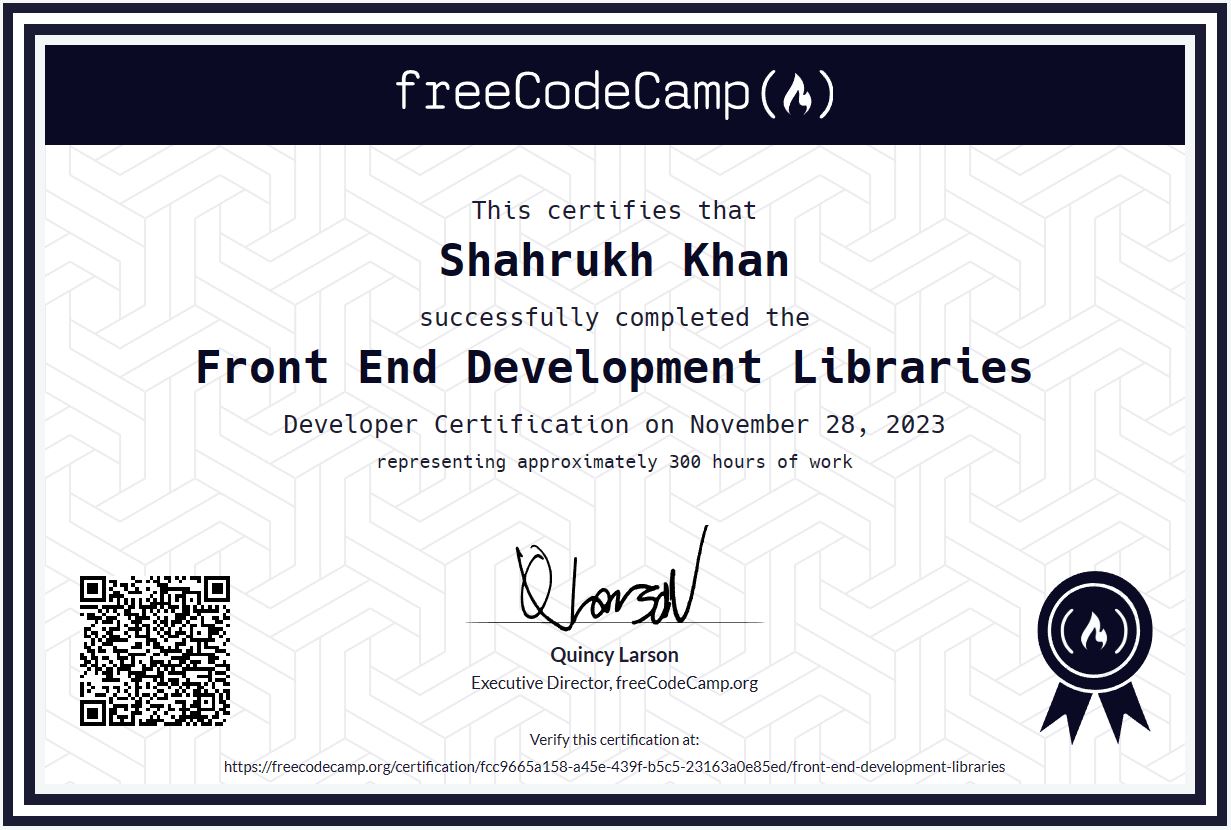 freeCodeCamp(🔥)
This certifies that
Shahrukh Khan
successfully completed the
Front End Development Libraries
Developer Certification on November 28, 2023
representing approximately 300 hours of work
Quincy Larson
Executive Director, freeCodeCamp.org
Verify this certification at:
https://freecodecamp.org/certification/fcc9665a158-a45e-439f-b5c5-23163a0e85ed/front-end-development-libraries